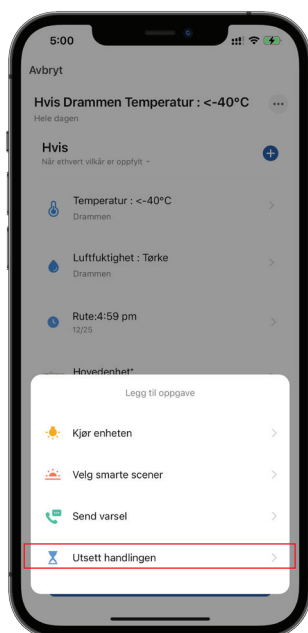 5:00
Avbryt
Hvis Drammen Temperatur : <-40°C
Hele dagen
Hvis
Når ethvert vilkår er oppfylt
Temperatur : <-40°C
Drammen
Luftfuktighet : Tørke
Drammen
Rute:4:59 pm
12/25
Hovedenhet"
Legg til oppgave
Kjør enheten
Velg smarte scener
Send varsel
Utsett handlingen